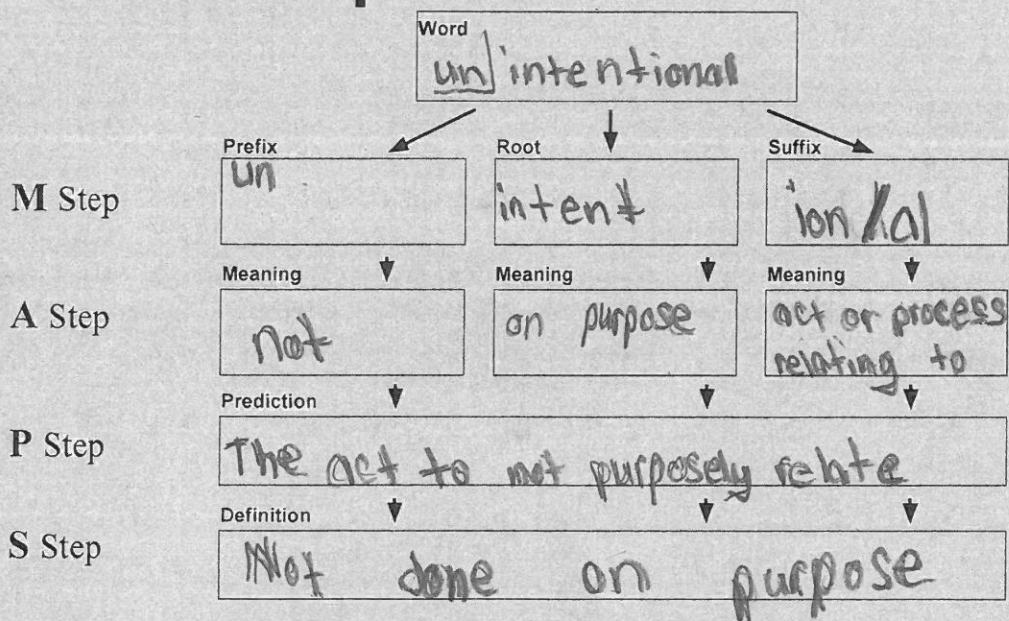 Word
un/intentional
Prefix Root Suffix
M Step un intent ion/al
Meaning Meaning Meaning
A Step not on purpose act or process
relating to
Prediction
P Step The act to not purposely relate
Definition
S Step Not done on purpose